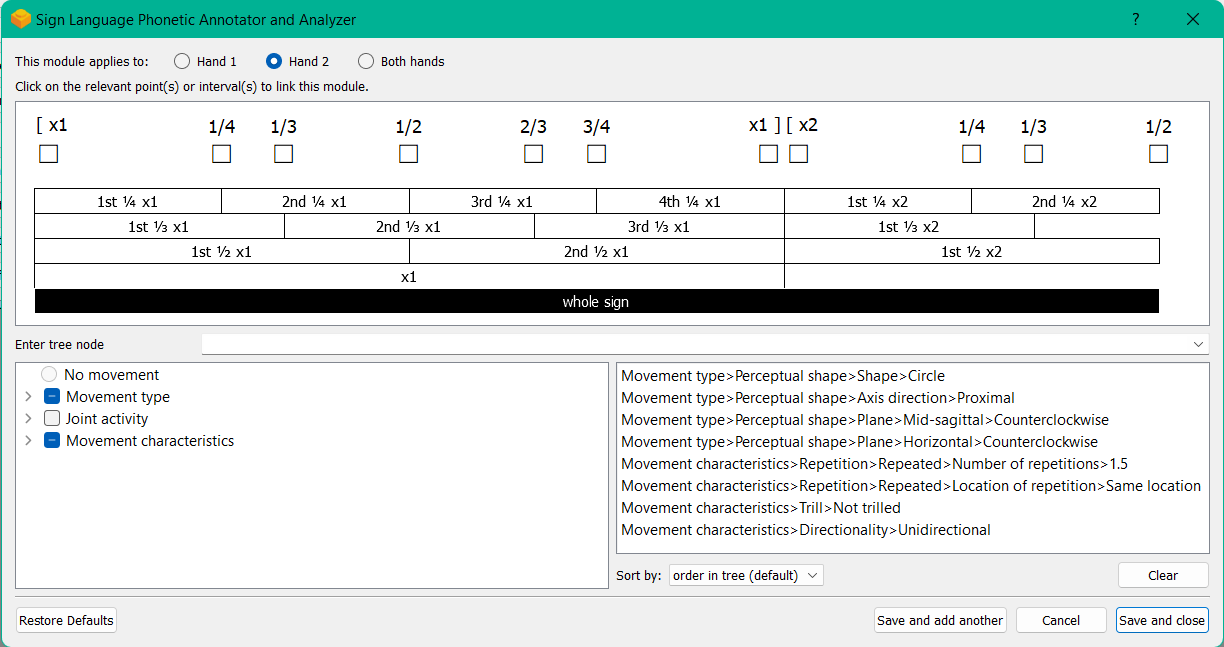 Sign Language Phonetic Annotator and Analyzer ?
This module applies to: Hand 1 Hand 2 Both hands
Click on the relevant point(s) or interval(s) to link this module.
[ x1 1/4 1/3 1/2 2/3 3/4 x1 ] [ x2 1/4 1/3 1/2
1st ¼ x1 2nd ¼ x1 3rd ¼ x1 4th ¼ x1 1st ¼ x2 2nd ¼ x2
1st ⅓ x1 2nd ⅓ x1 3rd ⅓ x1 1st ⅓ x2
1st ½ x1 2nd ½ x1 1st ½ x2
x1
whole sign
Enter tree node
No movement
Movement type
Joint activity
Movement characteristics
Movement type>Perceptual shape>Shape>Circle
Movement type>Perceptual shape>Axis direction>Proximal
Movement type>Perceptual shape>Plane>Mid-sagittal>Counterclockwise
Movement type>Perceptual shape>Plane>Horizontal>Counterclockwise
Movement characteristics>Repetition>Repeated>Number of repetitions>1.5
Movement characteristics>Repetition>Repeated>Location of repetition>Same location
Movement characteristics>Trill>Not trilled
Movement characteristics>Directionality>Unidirectional
Sort by: order in tree (default) Clear
Restore Defaults Save and add another Cancel Save and close